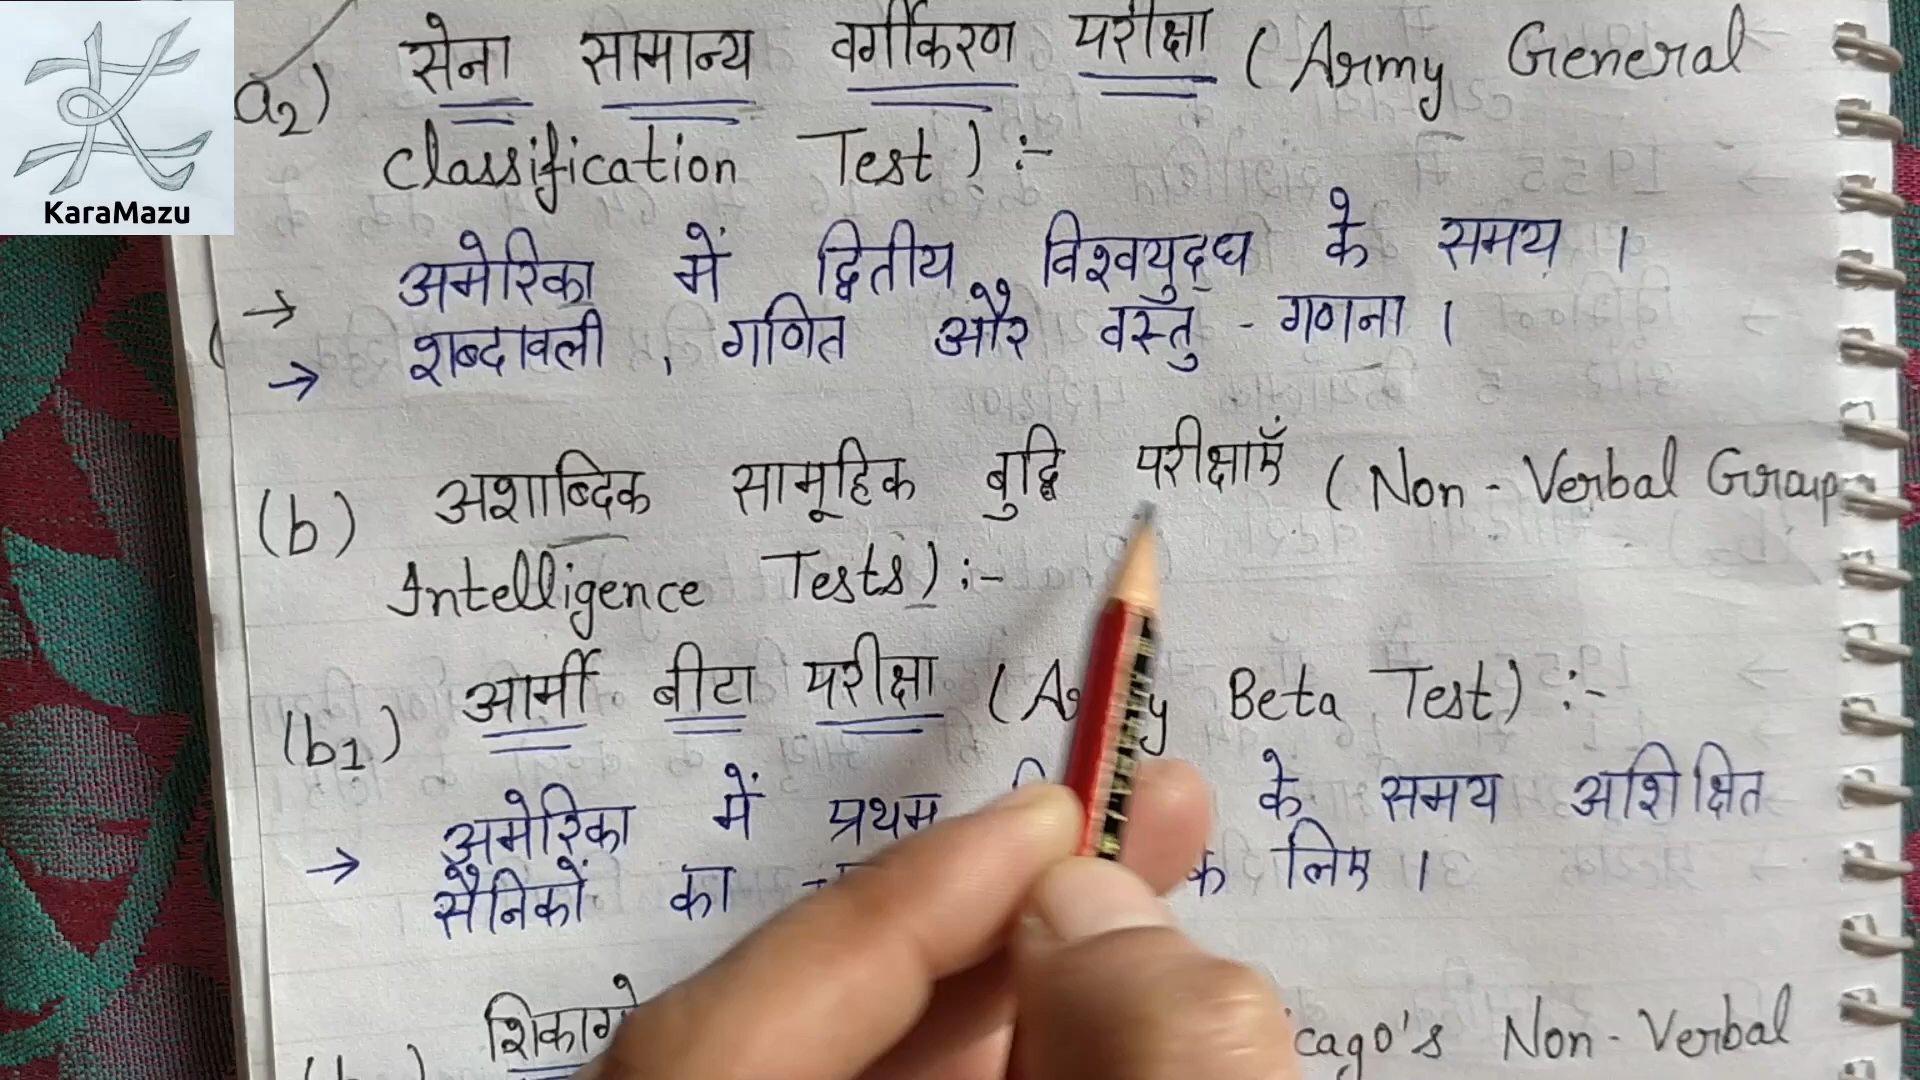 KaraMazu
a2) सेना सामान्य वर्गीकरण परीक्षा (Army General
Classification Test) :-
→ अमेरिका में द्वितीय विश्वयुद्ध के समय ।
→ शब्दावली , गणित और वस्तु - गणना ।
(b) अशाब्दिक सामूहिक बुद्धि परीक्षाएँ (Non - Verbal Group
Intelligence Tests) :-
(b1) आर्मी बीटा परीक्षा ( Beta Test) :-
→ अमेरिका में प्रथम के समय अशिक्षित
सैनिकों का लिए ।
Non - Verbal